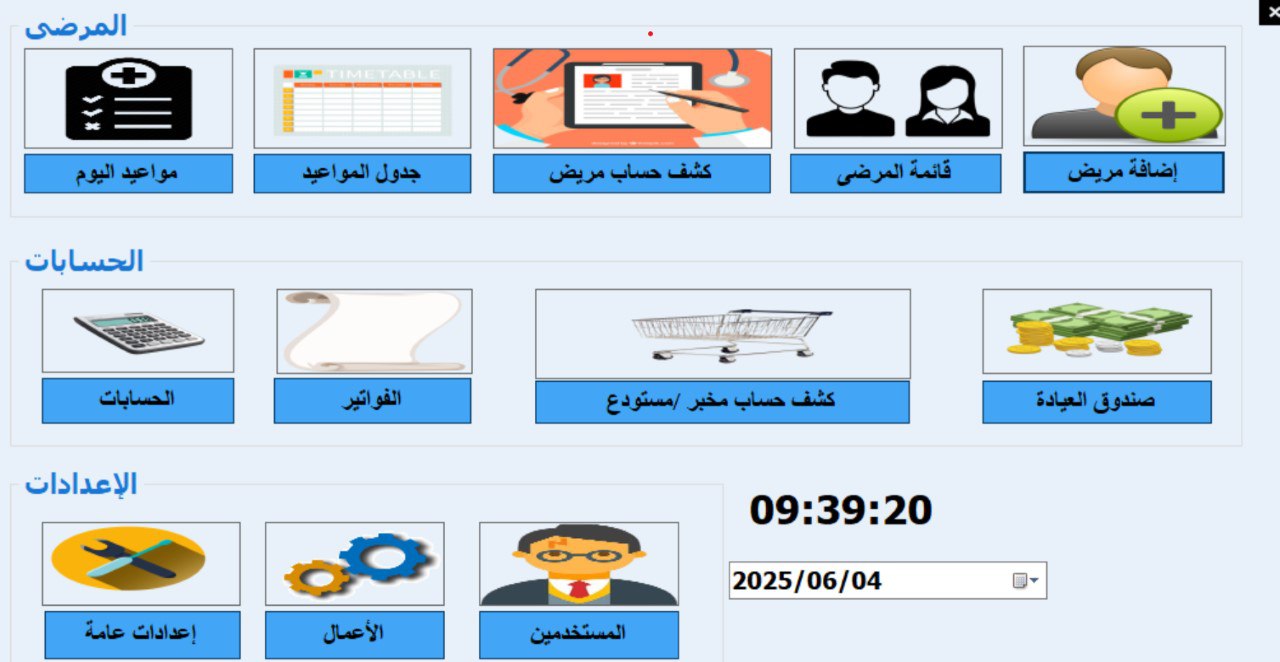 المرضى
TIMETABLE
إضافة مريض
قائمة المرضى
كشف حساب مريض
جدول المواعيد
مواعيد اليوم
الحسابات
صندوق العيادة
كشف حساب مخبر /مستودع
الفواتير
الحسابات
الإعدادات
09:39:20
2025/06/04
المستخدمين
الأعمال
إعدادات عامة